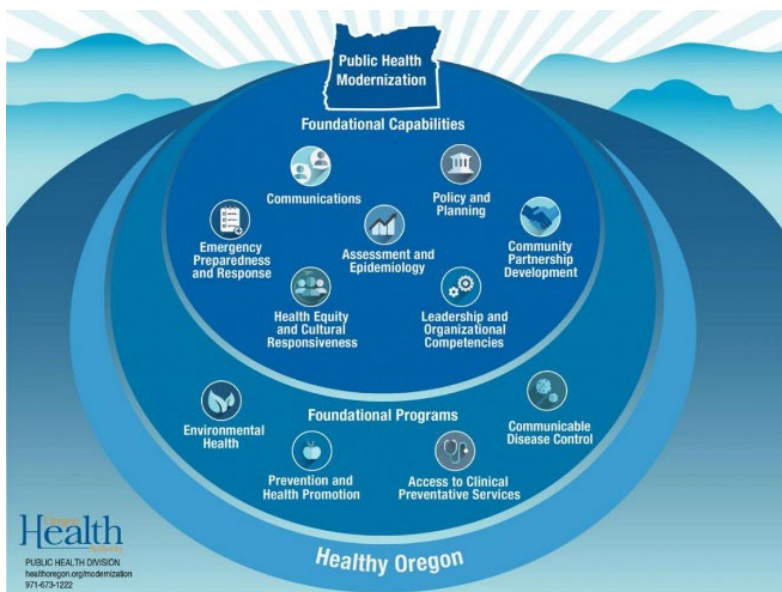 Public Health
Modernization
Foundational Capabilities
Communications
Policy and
Planning
Emergency
Preparedness
and Response
Assessment and
Epidemiology
Community
Partnership
Development
Health Equity
and Cultural
Responsiveness
Leadership and
Organizational
Competencies
Foundational Programs
Environmental
Health
Prevention and
Health Promotion
Access to Clinical
Preventative Services
Communicable
Disease Control
Healthy Oregon
Oregon
Health
Authority
PUBLIC HEALTH DIVISION
healthoregon.org/modernization
971-673-1222